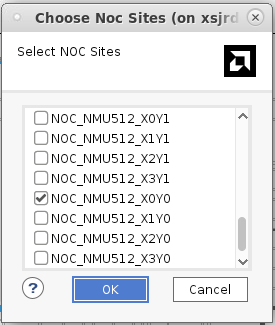 Choose Noc Sites (on xsjrd
Select NOC Sites
NOC_NMU512_X0Y1
NOC_NMU512_X1Y1
NOC_NMU512_X2Y1
NOC_NMU512_X3Y1
NOC_NMU512_X0Y0
NOC_NMU512_X1Y0
NOC_NMU512_X2Y0
NOC_NMU512_X3Y0
?
OK
Cancel